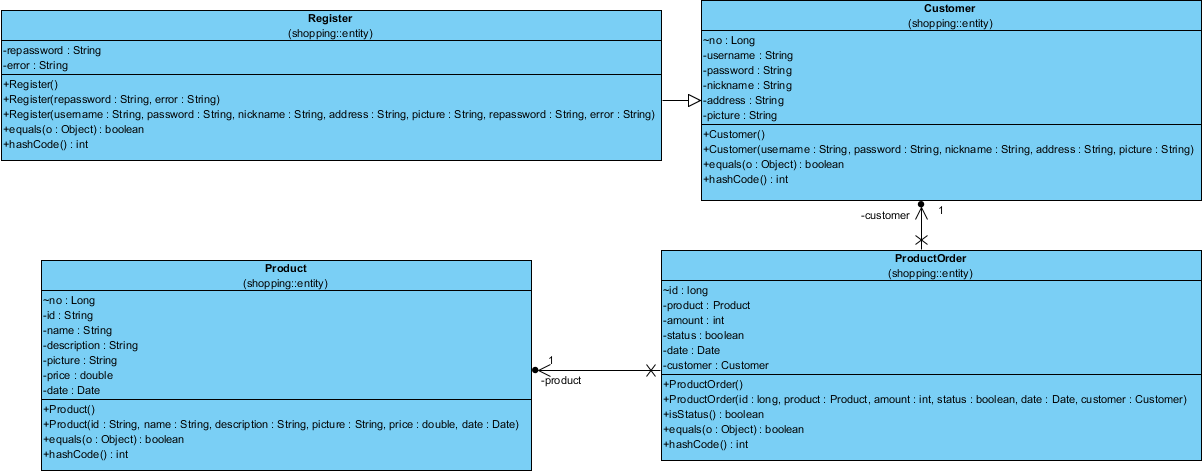 Register
(shopping::entity)
-repassword : String
-error : String
+Register()
+Register(repassword : String, error : String)
+Register(username : String, password : String, nickname : String, address : String, picture : String, repassword : String, error : String)
+equals(o : Object) : boolean
+hashCode() : int
Customer
(shopping::entity)
~no : Long
-username : String
-password : String
-nickname : String
-address : String
-picture : String
+Customer()
+Customer(username : String, password : String, nickname : String, address : String, picture : String)
+equals(o : Object) : boolean
+hashCode() : int
-customer
1
Product
(shopping::entity)
~no : Long
-id : String
-name : String
-description : String
-picture : String
-price : double
-date : Date
+Product()
+Product(id : String, name : String, description : String, picture : String, price : double, date : Date)
+equals(o : Object) : boolean
+hashCode() : int
1
-product
ProductOrder
(shopping::entity)
~id : long
-product : Product
-amount : int
-status : boolean
-date : Date
-customer : Customer
+ProductOrder()
+ProductOrder(id : long, product : Product, amount : int, status : boolean, date : Date, customer : Customer)
+isStatus() : boolean
+equals(o : Object) : boolean
+hashCode() : int